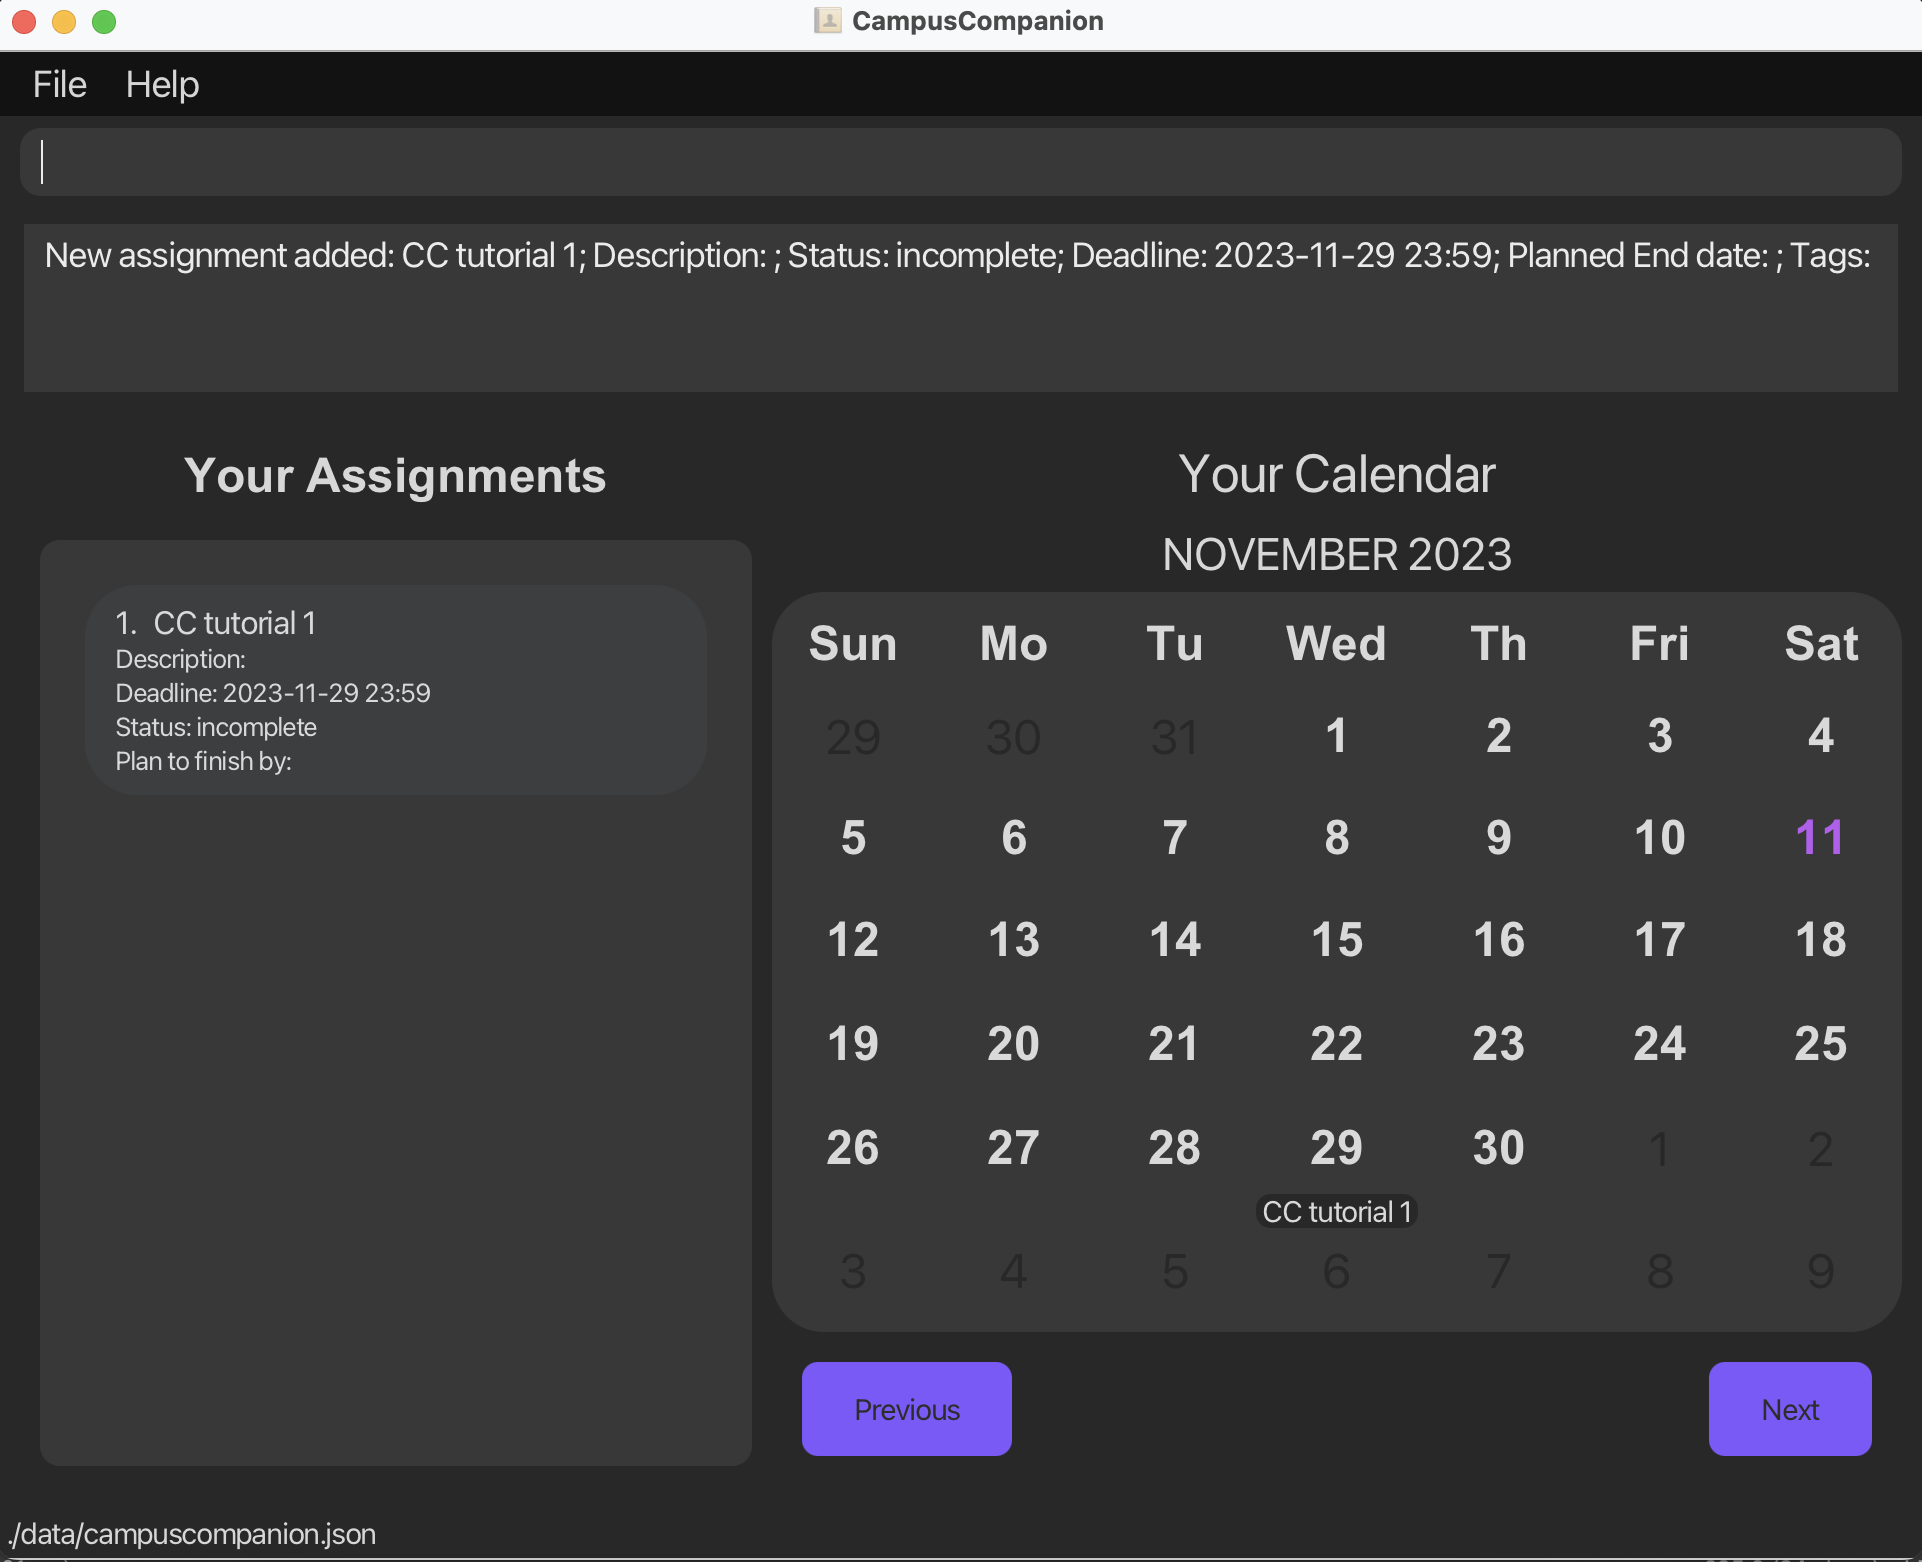 CampusCompanion
File Help
New assignment added: CC tutorial 1; Description: ; Status: incomplete; Deadline: 2023-11-29 23:59; Planned End date: ; Tags:
Your Assignments
1. CC tutorial 1
Description:
Deadline: 2023-11-29 23:59
Status: incomplete
Plan to finish by:
Your Calendar
NOVEMBER 2023
Sun Mo Tu Wed Th Fri Sat
29 30 31 1 2 3 4
5 6 7 8 9 10 11
12 13 14 15 16 17 18
19 20 21 22 23 24 25
26 27 28 29 30 1 2
CC tutorial 1
3 4 5 6 7 8 9
Previous Next
./data/campuscompanion.json